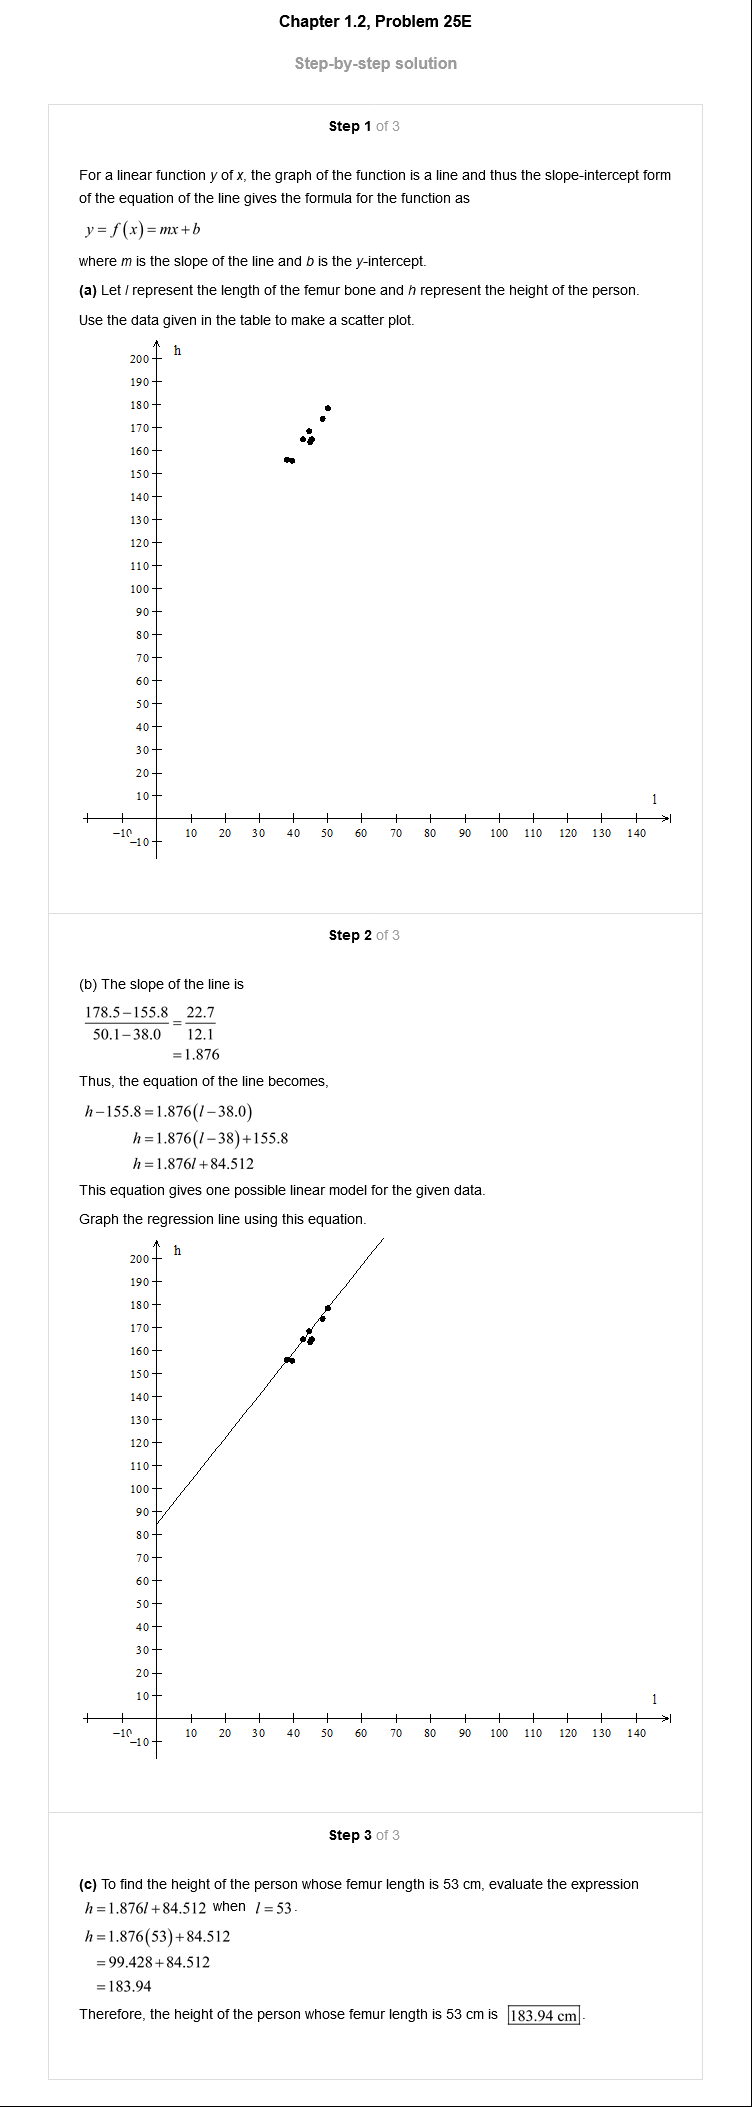 Chapter 1.2, Problem 25E
Step-by-step solution
Step 1 of 3
For a linear function y of x, the graph of the function is a line and thus the slope-intercept form
of the equation of the line gives the formula for the function as
y = f(x) = mx + b
where m is the slope of the line and b is the y-intercept.
(a) Let l represent the length of the femur bone and h represent the height of the person.
Use the data given in the table to make a scatter plot.
h
200
190
180
170
160
150
140
130
120
110
100
90
80
70
60
50
40
30
20
10
l
−10 10 20 30 40 50 60 70 80 90 100 110 120 130 140
−10
Step 2 of 3
(b) The slope of the line is
178.5−155.8 / 50.1−38.0 = 22.7 / 12.1
= 1.876
Thus, the equation of the line becomes,
h − 155.8 = 1.876(l − 38.0)
h = 1.876(l − 38) + 155.8
h = 1.876l + 84.512
This equation gives one possible linear model for the given data.
Graph the regression line using this equation.
h
200
190
180
170
160
150
140
130
120
110
100
90
80
70
60
50
40
30
20
10
l
−10 10 20 30 40 50 60 70 80 90 100 110 120 130 140
−10
Step 3 of 3
(c) To find the height of the person whose femur length is 53 cm, evaluate the expression
h = 1.876l + 84.512 when l = 53.
h = 1.876(53) + 84.512
= 99.428 + 84.512
= 183.94
Therefore, the height of the person whose femur length is 53 cm is 183.94 cm.